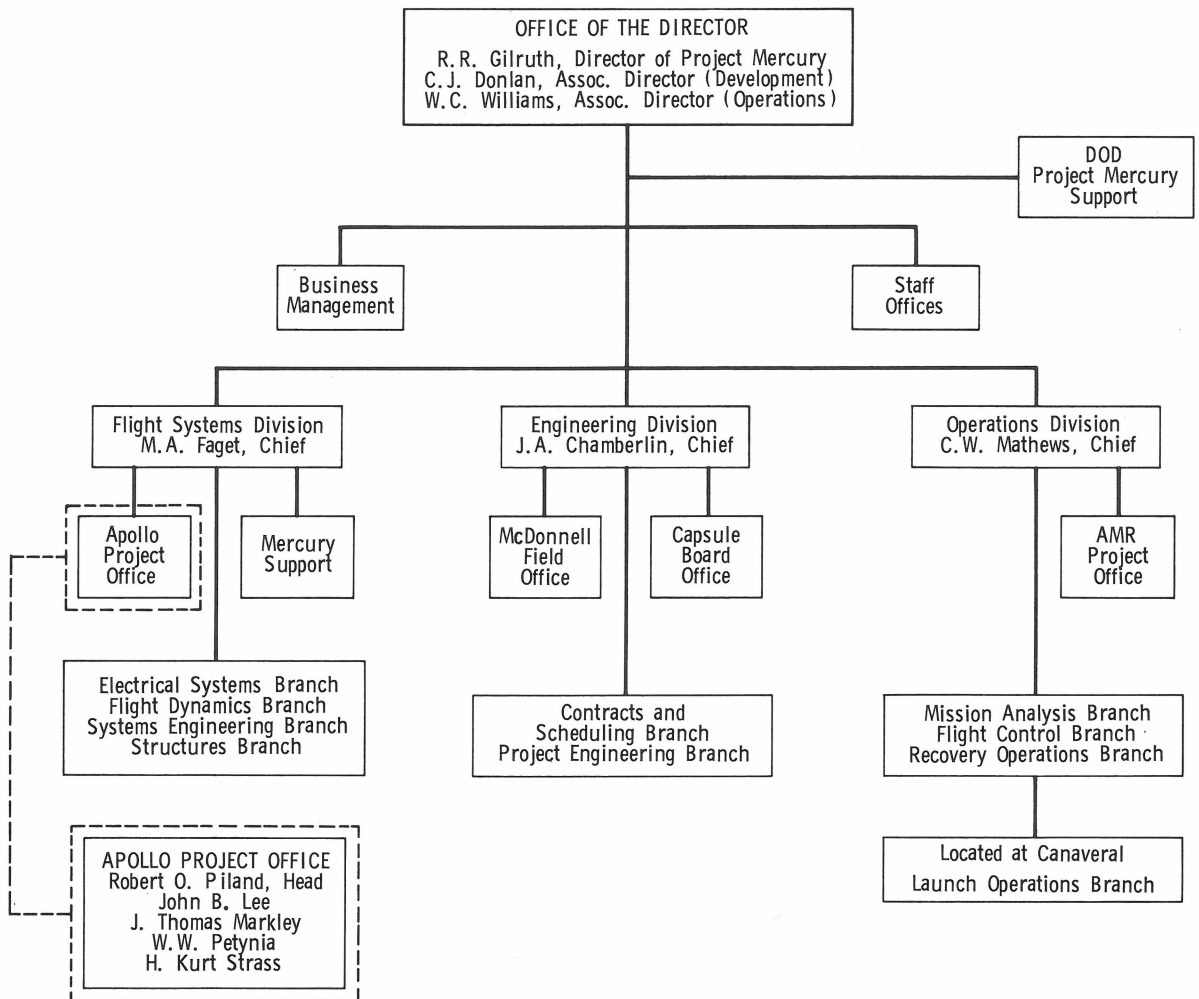 OFFICE OF THE DIRECTOR
R.R. Gilruth, Director of Project Mercury
C.J. Donlan, Assoc. Director (Development)
W.C. Williams, Assoc. Director (Operations)
DOD
Project Mercury
Support
Business
Management
Staff
Offices
Flight Systems Division
M.A. Faget, Chief
Engineering Division
J.A. Chamberlin, Chief
Operations Division
C.W. Mathews, Chief
Apollo
Project
Office
Mercury
Support
McDonnell
Field
Office
Capsule
Board
Office
AMR
Project
Office
Electrical Systems Branch
Flight Dynamics Branch
Systems Engineering Branch
Structures Branch
Contracts and
Scheduling Branch
Project Engineering Branch
Mission Analysis Branch
Flight Control Branch
Recovery Operations Branch
Located at Canaveral
Launch Operations Branch
APOLLO PROJECT OFFICE
Robert O. Piland, Head
John B. Lee
J. Thomas Markley
W.W. Petynia
H. Kurt Strass